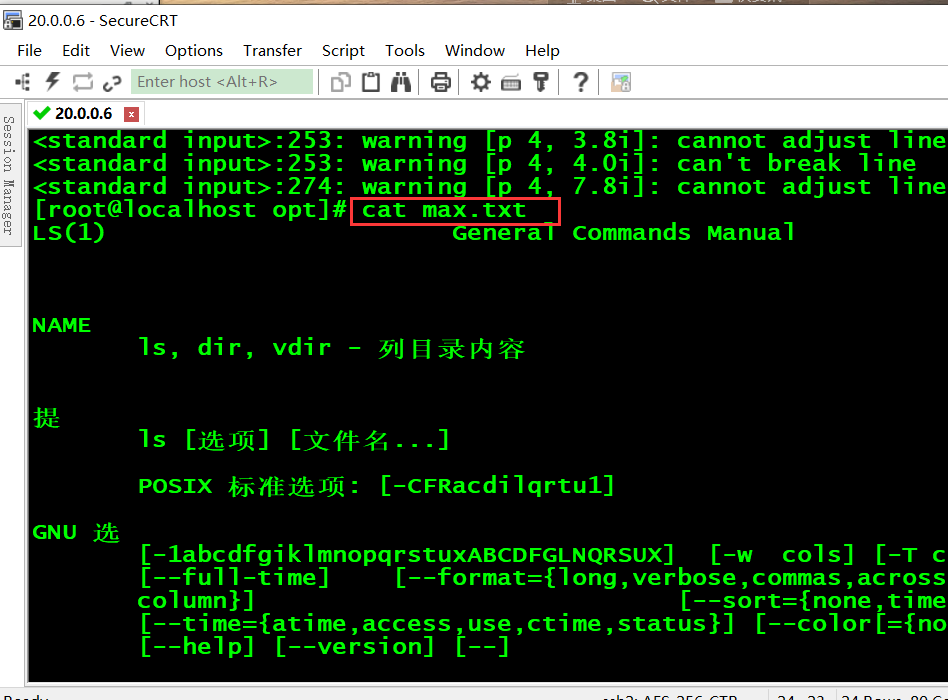 20.0.0.6 - SecureCRT
File Edit View Options Transfer Script Tools Window Help
Enter host <Alt+R>
20.0.0.6
Session Manager
<standard input>:253: warning [p 4, 3.8i]: cannot adjust line
<standard input>:253: warning [p 4, 4.0i]: can't break line
<standard input>:274: warning [p 4, 7.8i]: cannot adjust line
[root@localhost opt]# cat max.txt
LS(1) General Commands Manual
NAME
ls, dir, vdir - 列目录内容
提
ls [选项] [文件名...]
POSIX 标准选项: [-CFRacdilqrtu1]
GNU 选
[-1abcdfgiklmnopqrstuxABCDFGLNQRSUX] [-w cols] [-T c
[--full-time] [--format={long,verbose,commas,across
column}] [--sort={none,time
[--time={atime,access,use,ctime,status}] [--color[={no
[--help] [--version] [--]